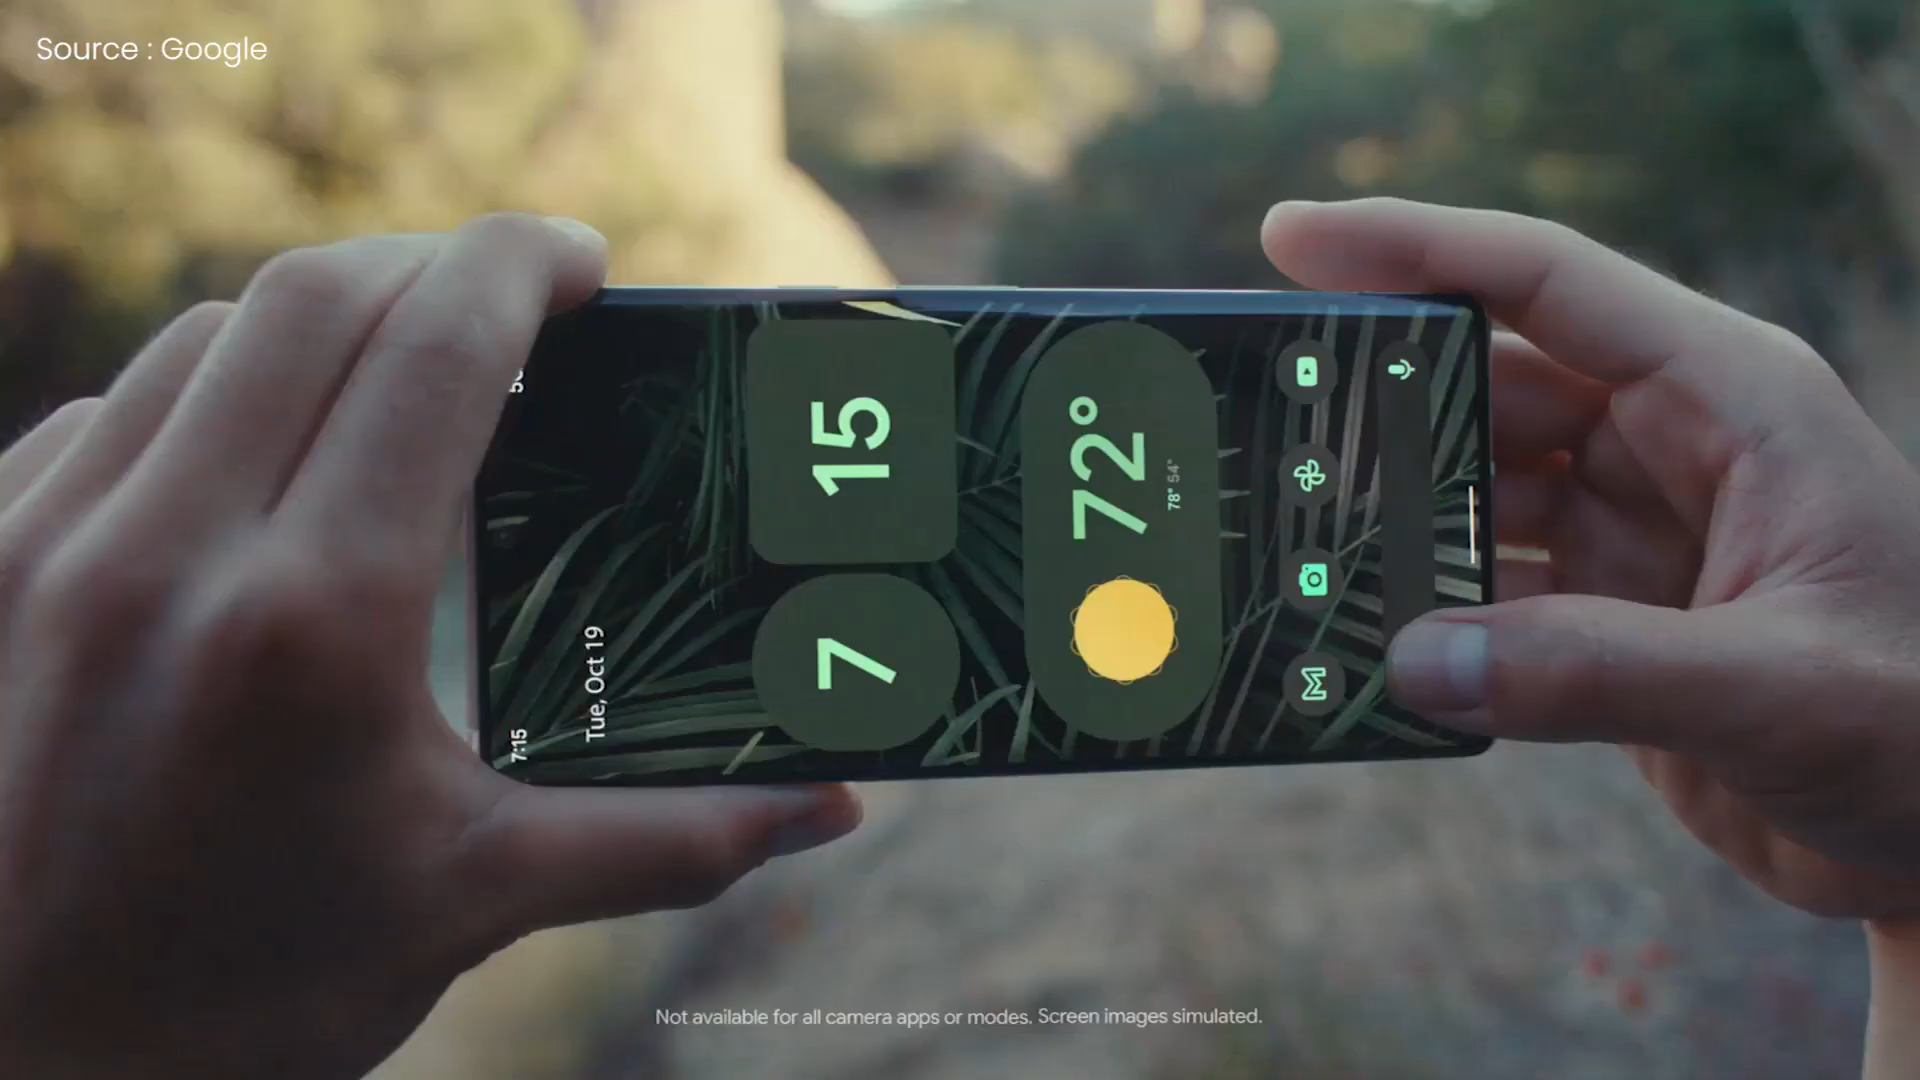 Source : Google
7:15
5G
Tue, Oct 19
7
15
72°
78° 54°
Not available for all camera apps or modes. Screen images simulated.